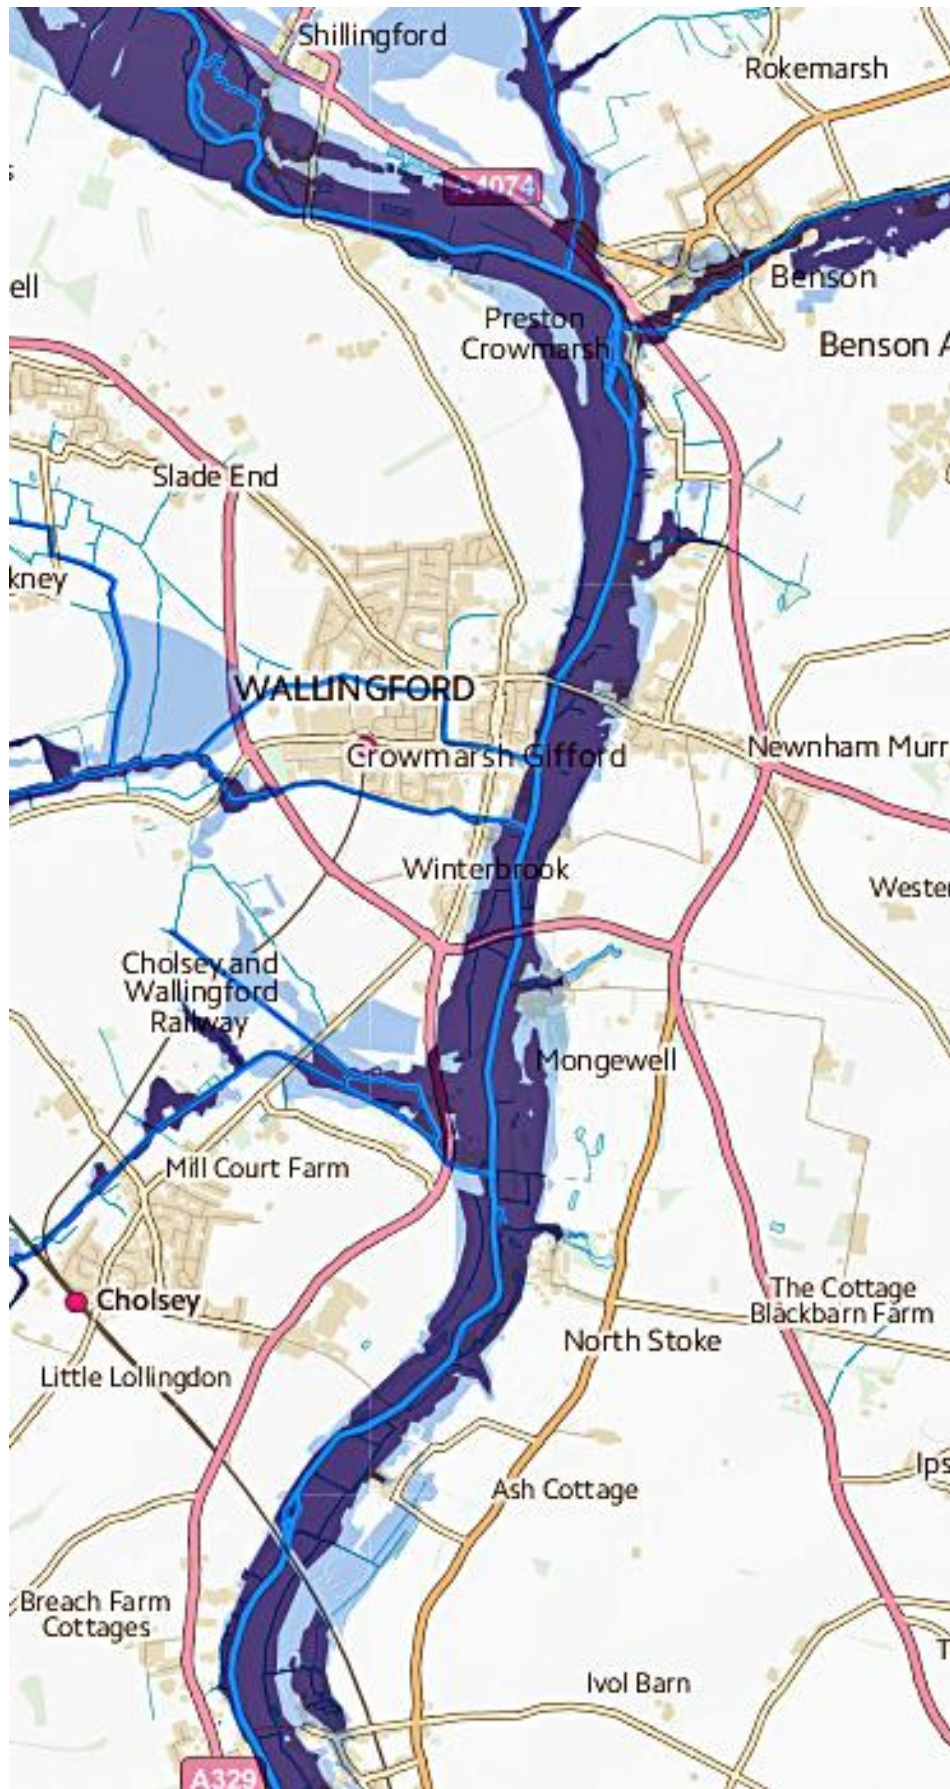 Shillingford
Rokemarsh
A4074
ell
Benson
Preston
Crowmarsh
Benson A
Slade End
kney
WALLINGFORD
Crowmarsh Gifford
Newnham Murr
Winterbrook
Wester
Cholsey and
Wallingford
Railway
Mongewell
Mill Court Farm
Cholsey
The Cottage
Blackbarn Farm
North Stoke
Little Lollingdon
Ips
Ash Cottage
Breach Farm
Cottages
T
Ivol Barn
A329